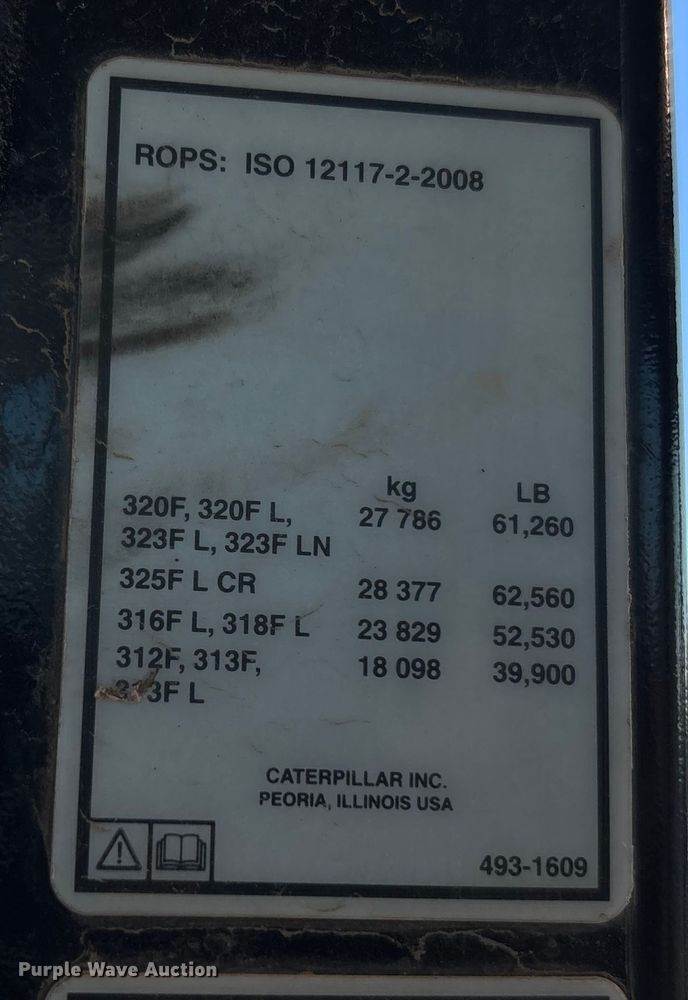 ROPS: ISO 12117-2-2008
kg LB
320F, 320F L, 27 786 61,260
323F L, 323F LN
325F L CR 28 377 62,560
316F L, 318F L 23 829 52,530
312F, 313F, 18 098 39,900
313F L
CATERPILLAR INC.
PEORIA, ILLINOIS USA
493-1609
Purple Wave Auction